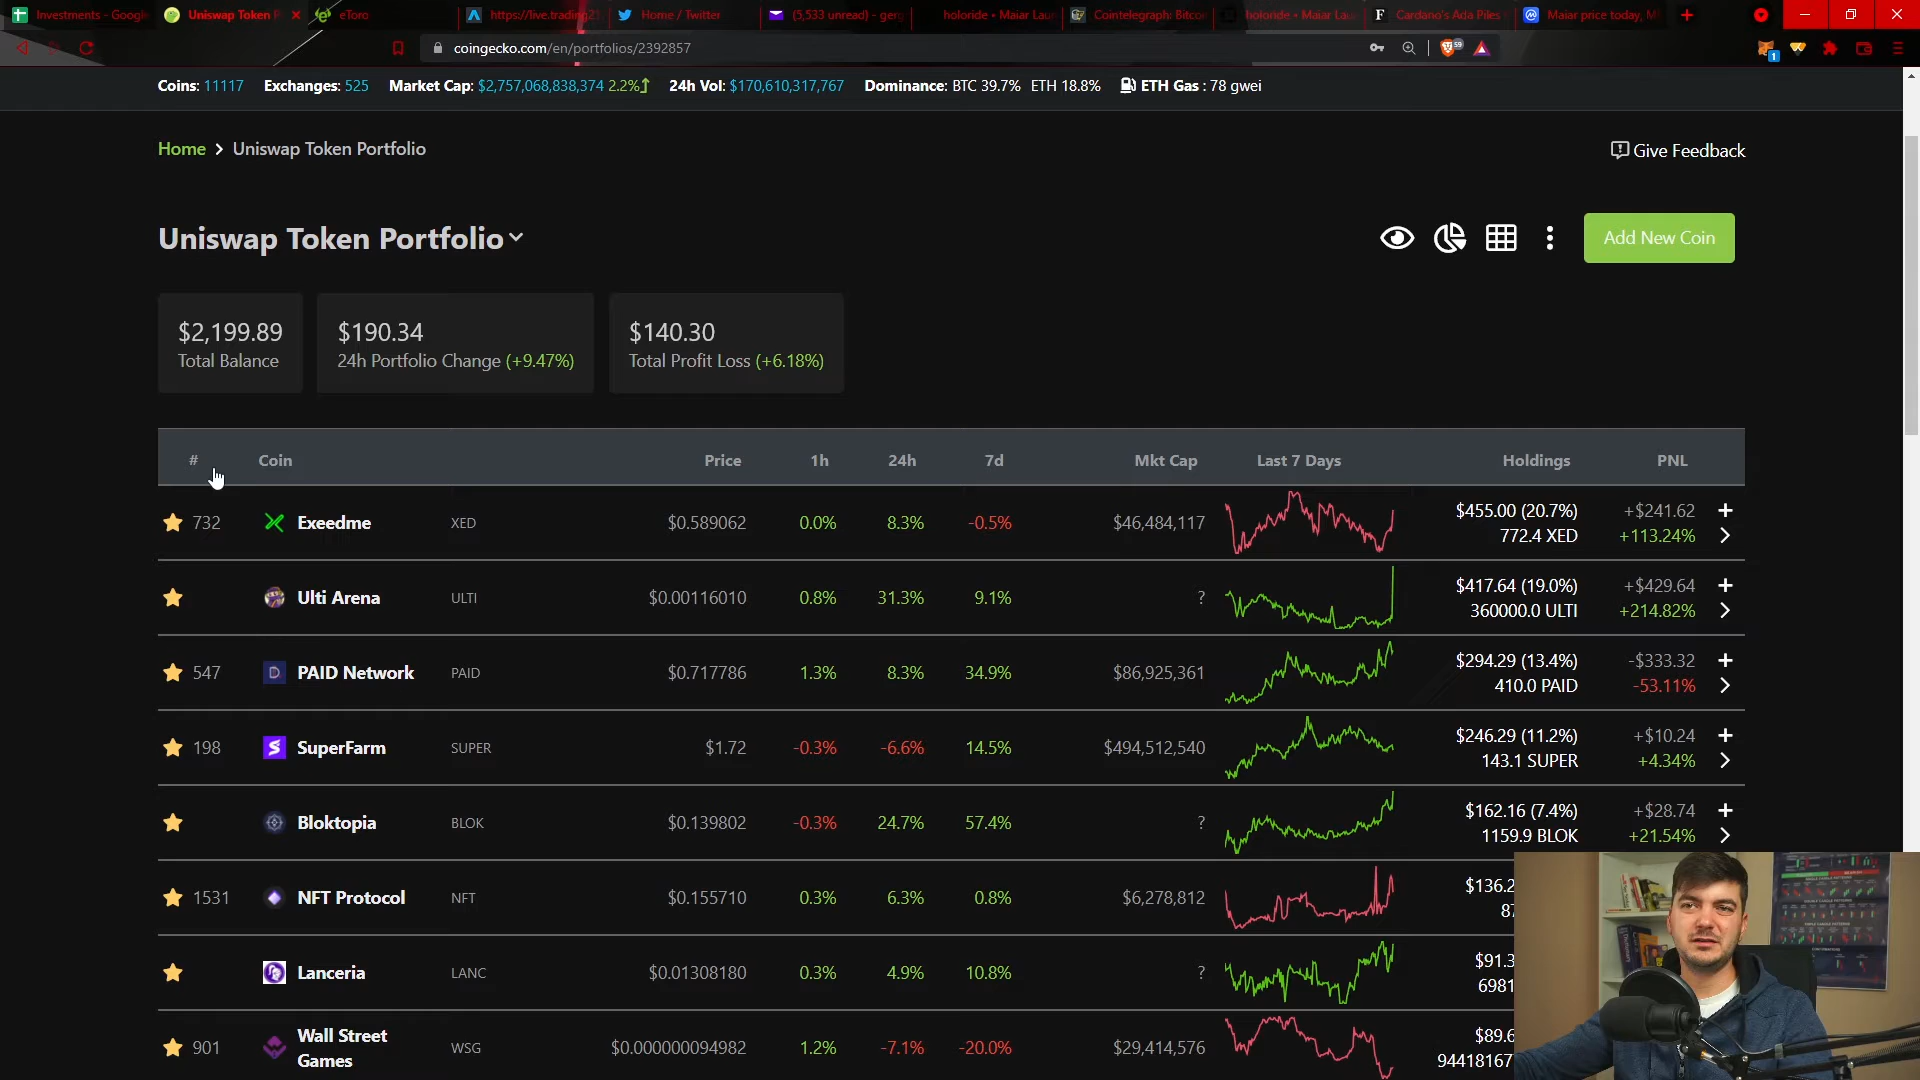 Investments - Googl
Uniswap Token P
eToro
https://live.trading21
Home / Twitter
(5,533 unread) - gerg
holoride • Maiar Lau
Cointelegraph: Bitcoi
holoride • Maiar Lau
Cardano's Ada Piles
Maiar price today, M
coingecko.com/en/portfolios/2392857
Coins: 11117 Exchanges: 525 Market Cap: $2,757,068,838,374 2.2% 24h Vol: $170,610,317,767 Dominance: BTC 39.7% ETH 18.8% ETH Gas : 78 gwei
Home > Uniswap Token Portfolio
Give Feedback
Uniswap Token Portfolio
Add New Coin
$2,199.89
Total Balance
$190.34
24h Portfolio Change (+9.47%)
$140.30
Total Profit Loss (+6.18%)
# Coin Price 1h 24h 7d Mkt Cap Last 7 Days Holdings PNL
732 Exeedme XED $0.589062 0.0% 8.3% -0.5% $46,484,117 $455.00 (20.7%) +$241.62
772.4 XED +113.24%
Ulti Arena ULTI $0.00116010 0.8% 31.3% 9.1% ? $417.64 (19.0%) +$429.64
360000.0 ULTI +214.82%
547 PAID Network PAID $0.717786 1.3% 8.3% 34.9% $86,925,361 $294.29 (13.4%) -$333.32
410.0 PAID -53.11%
198 SuperFarm SUPER $1.72 -0.3% -6.6% 14.5% $494,512,540 $246.29 (11.2%) +$10.24
143.1 SUPER +4.34%
Bloktopia BLOK $0.139802 -0.3% 24.7% 57.4% ? $162.16 (7.4%) +$28.74
1159.9 BLOK +21.54%
1531 NFT Protocol NFT $0.155710 0.3% 6.3% 0.8% $6,278,812 $136.2
87
Lanceria LANC $0.01308180 0.3% 4.9% 10.8% ? $91.3
6981
901 Wall Street Games WSG $0.000000094982 1.2% -7.1% -20.0% $29,414,576 $89.6
94418167